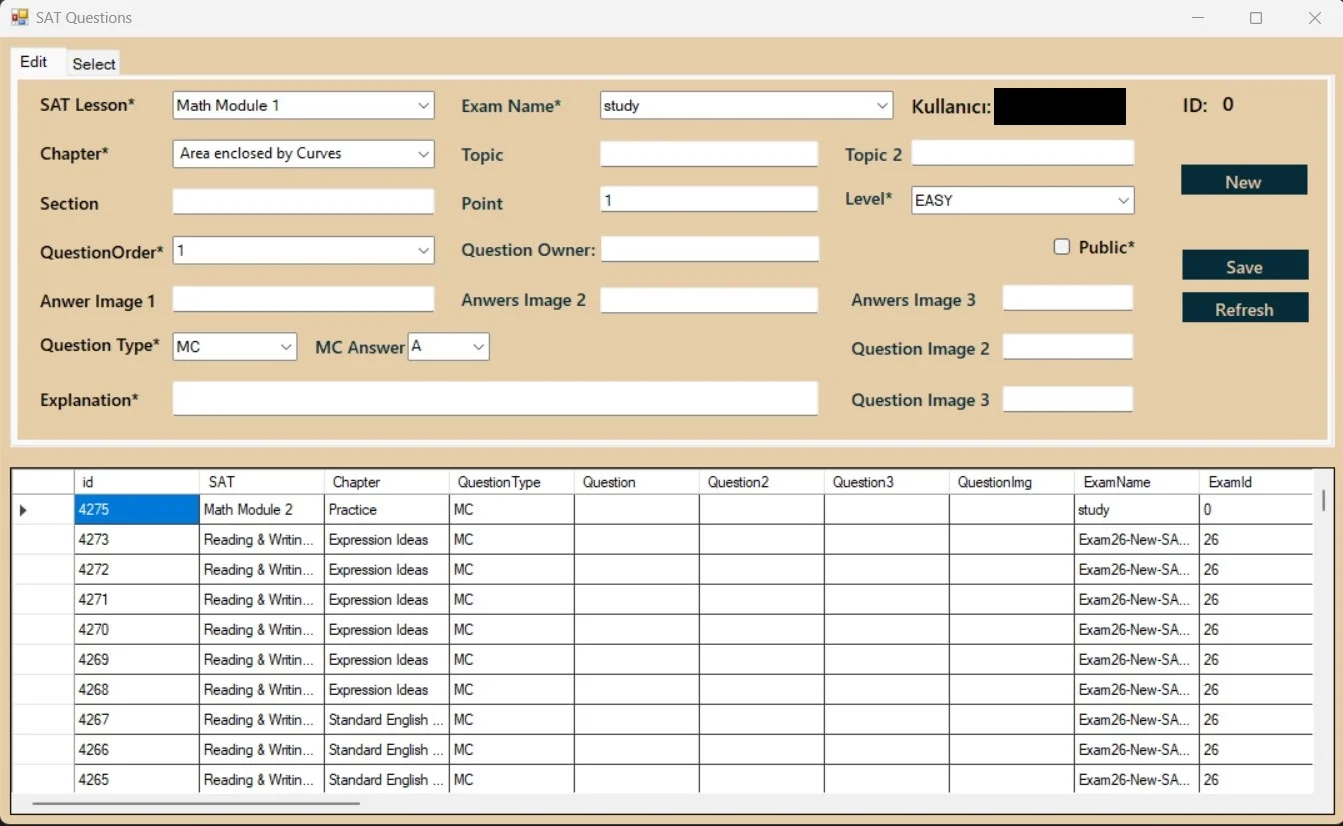 SAT Questions
Edit Select
SAT Lesson* Math Module 1 Exam Name* study Kullanıcı: ID: 0
Chapter* Area enclosed by Curves Topic Topic 2
New
Section Point 1 Level* EASY
QuestionOrder* 1 Question Owner: Public*
Save
Anwer Image 1 Anwers Image 2 Anwers Image 3
Refresh
Question Type* MC MC Answer A Question Image 2
Explanation* Question Image 3
id SAT Chapter QuestionType Question Question2 Question3 QuestionImg ExamName ExamId
4275 Math Module 2 Practice MC study 0
4273 Reading & Writin... Expression Ideas MC Exam26-New-SA... 26
4272 Reading & Writin... Expression Ideas MC Exam26-New-SA... 26
4271 Reading & Writin... Expression Ideas MC Exam26-New-SA... 26
4270 Reading & Writin... Expression Ideas MC Exam26-New-SA... 26
4269 Reading & Writin... Expression Ideas MC Exam26-New-SA... 26
4268 Reading & Writin... Expression Ideas MC Exam26-New-SA... 26
4267 Reading & Writin... Standard English ... MC Exam26-New-SA... 26
4266 Reading & Writin... Standard English ... MC Exam26-New-SA... 26
4265 Reading & Writin... Standard English ... MC Exam26-New-SA... 26